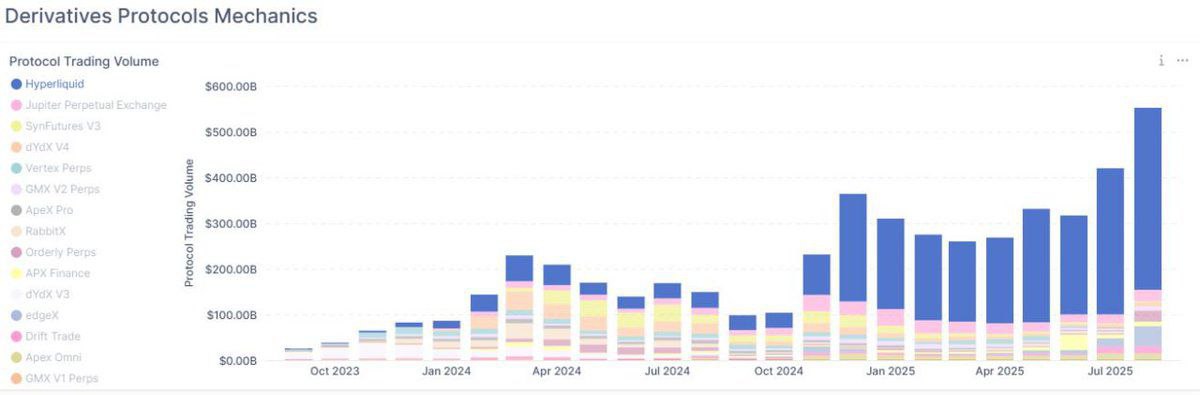 Derivatives Protocols Mechanics
Protocol Trading Volume
Hyperliquid
Jupiter Perpetual Exchange
SynFutures V3
dYdX V4
Vertex Perps
GMX V2 Perps
ApeX Pro
RabbitX
Orderly Perps
APX Finance
dYdX V3
edgeX
Drift Trade
Apex Omni
GMX V1 Perps
Protocol Trading Volume
$600.00B
$500.00B
$400.00B
$300.00B
$200.00B
$100.00B
$0.00B
Oct 2023
Jan 2024
Apr 2024
Jul 2024
Oct 2024
Jan 2025
Apr 2025
Jul 2025